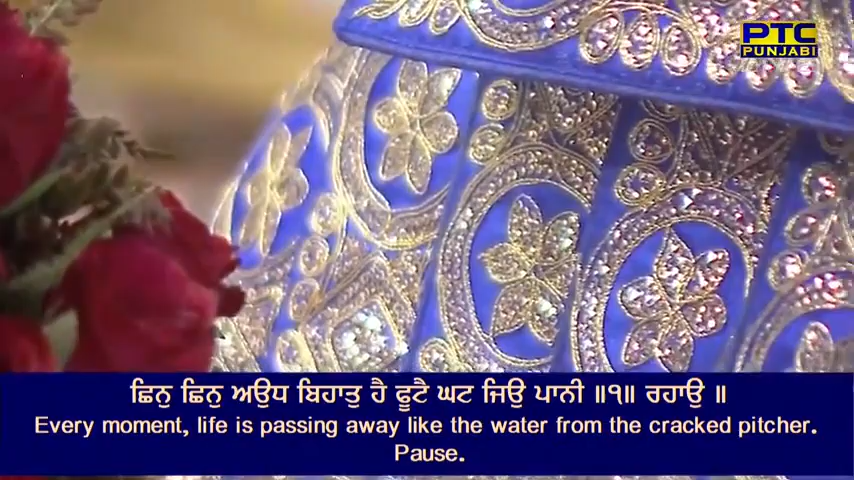 PTC
PUNJABI
ਛਿਨੁ ਛਿਨੁ ਅਉਧ ਬਿਹਾਤੁ ਹੈ ਫੂਟੈ ਘਟ ਜਿਉ ਪਾਨੀ ॥੧॥ ਰਹਾਉ ॥
Every moment, life is passing away like the water from the cracked pitcher.
Pause.